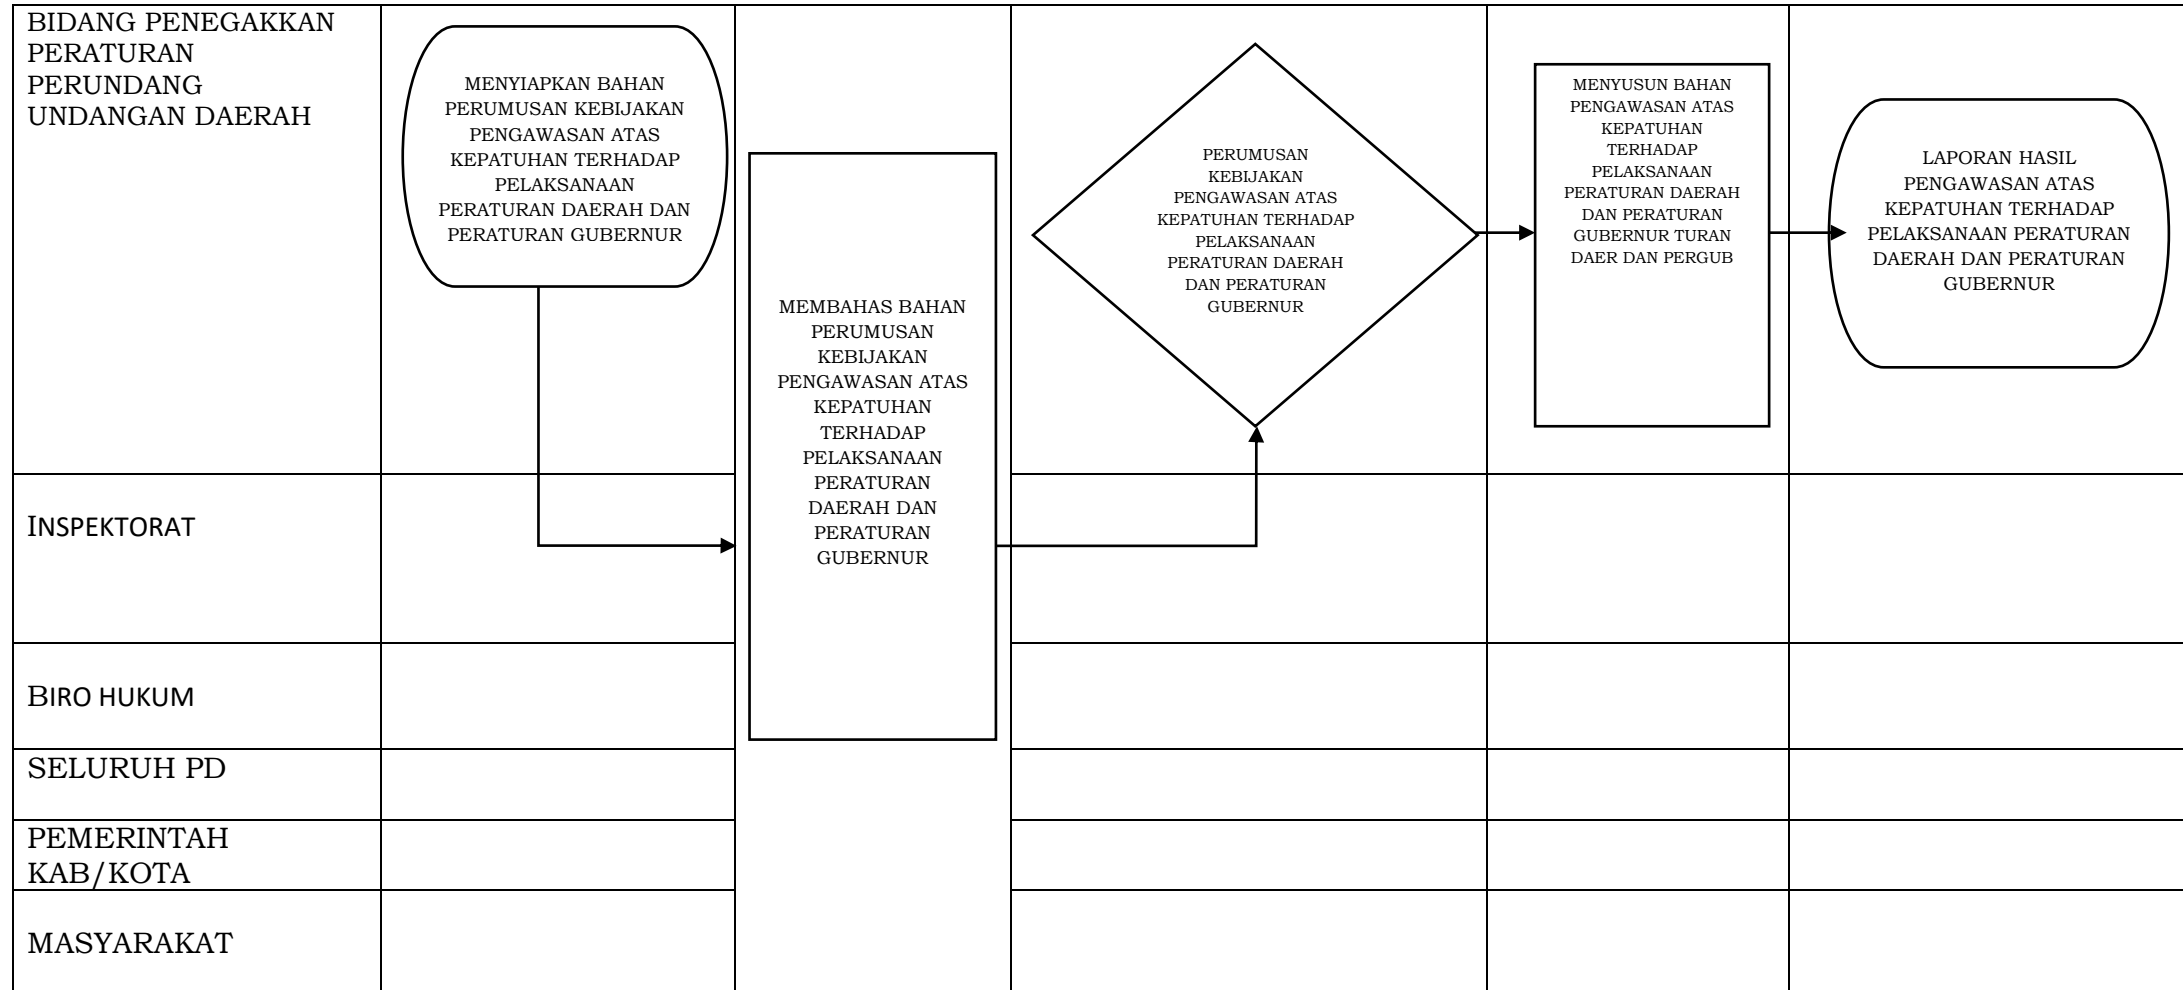 BIDANG PENEGAKKAN
PERATURAN
PERUNDANG
UNDANGAN DAERAH
MENYIAPKAN BAHAN
PERUMUSAN KEBIJAKAN
PENGAWASAN ATAS
KEPATUHAN TERHADAP
PELAKSANAAN
PERATURAN DAERAH DAN
PERATURAN GUBERNUR
MEMBAHAS BAHAN
PERUMUSAN
KEBIJAKAN
PENGAWASAN ATAS
KEPATUHAN
TERHADAP
PELAKSANAAN
PERATURAN
DAERAH DAN
PERATURAN
GUBERNUR
PERUMUSAN
KEBIJAKAN
PENGAWASAN ATAS
KEPATUHAN TERHADAP
PELAKSANAAN
PERATURAN DAERAH
DAN PERATURAN
GUBERNUR
MENYUSUN BAHAN
PENGAWASAN ATAS
KEPATUHAN
TERHADAP
PELAKSANAAN
PERATURAN DAERAH
DAN PERATURAN
GUBERNUR TURAN
DAER DAN PERGUB
LAPORAN HASIL
PENGAWASAN ATAS
KEPATUHAN TERHADAP
PELAKSANAAN PERATURAN
DAERAH DAN PERATURAN
GUBERNUR
INSPEKTORAT
BIRO HUKUM
SELURUH PD
PEMERINTAH
KAB/KOTA
MASYARAKAT